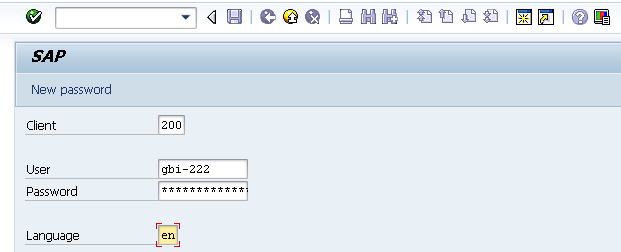 SAP
New password
Client 200
User gbi-222
Password *************
Language en